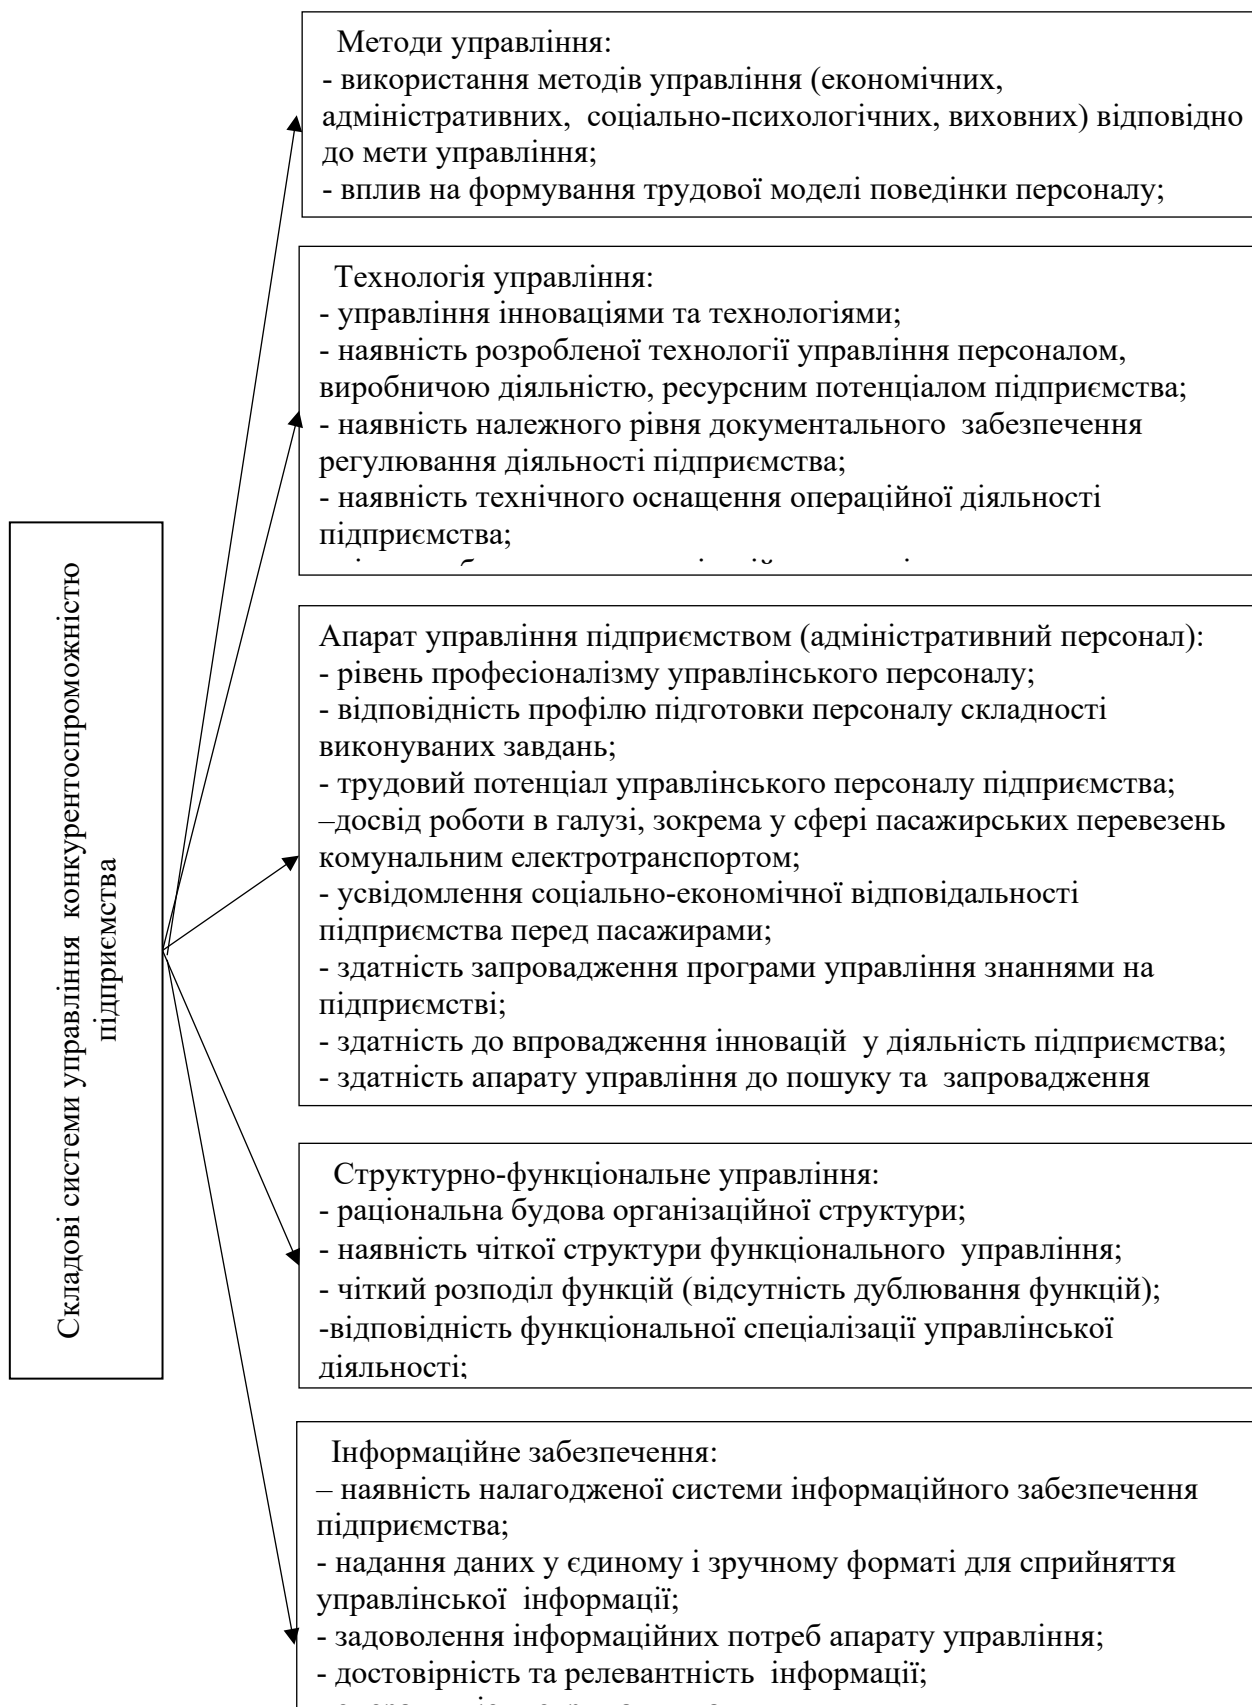 Методи управління:
- використання методів управління (економічних,
адміністративних, соціально-психологічних, виховних) відповідно
до мети управління;
- вплив на формування трудової моделі поведінки персоналу;
Технологія управління:
- управління інноваціями та технологіями;
- наявність розробленої технології управління персоналом,
виробничою діяльністю, ресурсним потенціалом підприємства;
- наявність належного рівня документального забезпечення
регулювання діяльності підприємства;
- наявність технічного оснащення операційної діяльності
підприємства;
Складові системи управління конкурентоспроможністю
підприємства
Апарат управління підприємством (адміністративний персонал):
- рівень професіоналізму управлінського персоналу;
- відповідність профілю підготовки персоналу складності
виконуваних завдань;
- трудовий потенціал управлінського персоналу підприємства;
–досвід роботи в галузі, зокрема у сфері пасажирських перевезень
комунальним електротранспортом;
- усвідомлення соціально-економічної відповідальності
підприємства перед пасажирами;
- здатність запровадження програми управління знаннями на
підприємстві;
- здатність до впровадження інновацій у діяльність підприємства;
- здатність апарату управління до пошуку та запровадження
Структурно-функціональне управління:
- раціональна будова організаційної структури;
- наявність чіткої структури функціонального управління;
- чіткий розподіл функцій (відсутність дублювання функцій);
-відповідність функціональної спеціалізації управлінської
діяльності;
Інформаційне забезпечення:
– наявність налагодженої системи інформаційного забезпечення
підприємства;
- надання даних у єдиному і зручному форматі для сприйняття
управлінської інформації;
- задоволення інформаційних потреб апарату управління;
- достовірність та релевантність інформації;